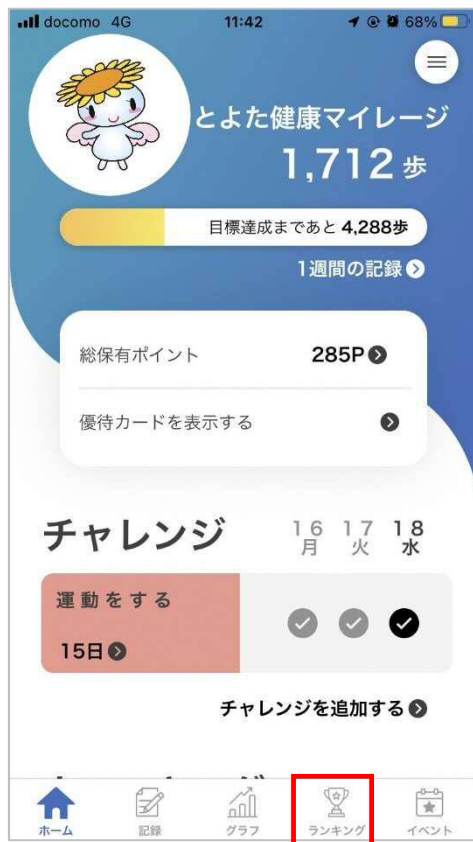 docomo 4G 11:42 68%
とよた健康マイレージ
1,712 歩
目標達成まであと 4,288歩
1週間の記録
総保有ポイント 285P
優待カードを表示する
チャレンジ 16 17 18
月 火 水
運動をする
15日
チャレンジを追加する
ホーム 記録 グラフ ランキング イベント